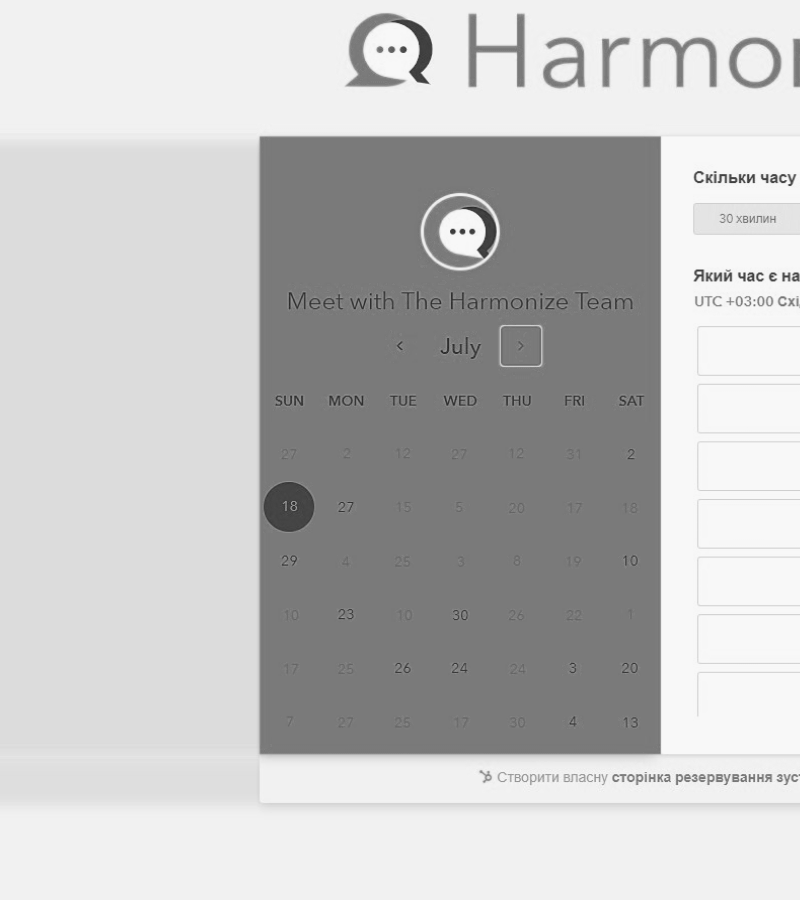 Harmon
Meet with The Harmonize Team
July
SUN MON TUE WED THU FRI SAT
27 2 12 27 12 31 2
18 27 15 5 20 17 18
29 4 25 3 8 19 10
10 23 10 30 26 22 1
17 25 26 24 24 3 20
7 27 25 17 30 4 13
Скільки часу
30 хвилин
Який час є на
UTC +03:00 Схі
Створити власну сторінка резервування зуст